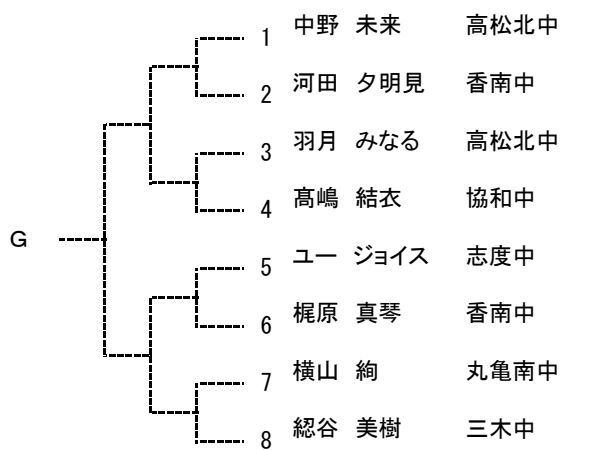 1 中野 未来 高松北中
2 河田 夕明見 香南中
3 羽月 みなる 高松北中
4 髙嶋 結衣 協和中
G
5 ユー ジョイス 志度中
6 梶原 真琴 香南中
7 横山 絢 丸亀南中
8 綛谷 美樹 三木中